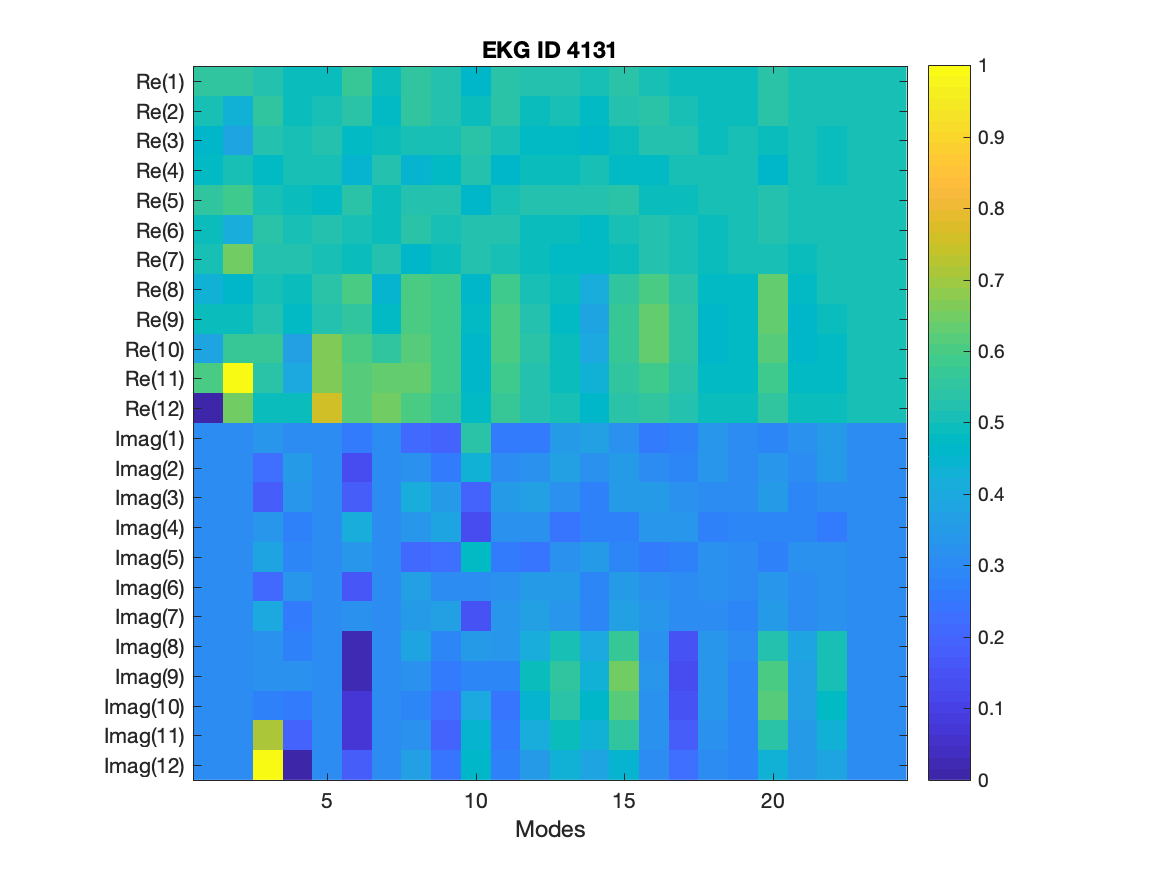 EKG ID 4131
Re(1)
Re(2)
Re(3)
Re(4)
Re(5)
Re(6)
Re(7)
Re(8)
Re(9)
Re(10)
Re(11)
Re(12)
Imag(1)
Imag(2)
Imag(3)
Imag(4)
Imag(5)
Imag(6)
Imag(7)
Imag(8)
Imag(9)
Imag(10)
Imag(11)
Imag(12)
5 10 15 20
Modes
1
0.9
0.8
0.7
0.6
0.5
0.4
0.3
0.2
0.1
0